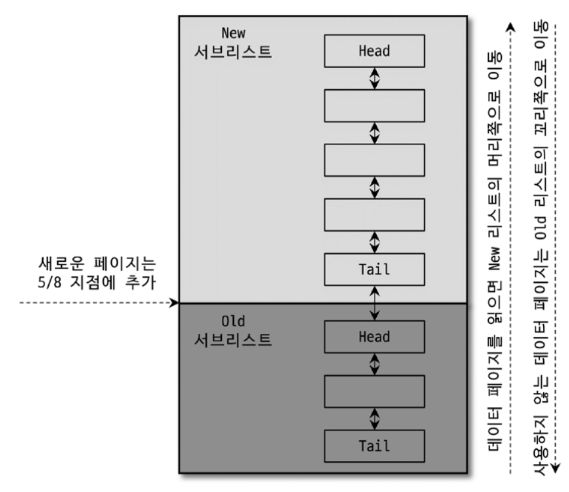 New
서브리스트
Head
Tail
새로운 페이지는
5/8 지점에 추가
Old
서브리스트
Head
Tail
데이터 페이지를 읽으면 New 리스트의 머리쪽으로 이동
사용하지 않는 데이터 페이지는 Old 리스트의 꼬리쪽으로 이동